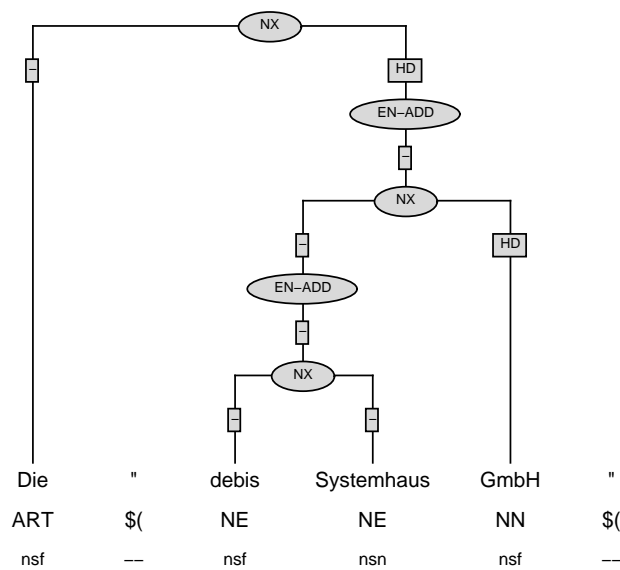 NX
– HD
EN–ADD
–
NX
– HD
EN–ADD
–
NX
– –
Die " debis Systemhaus GmbH "
ART $( NE NE NN $(
nsf –– nsf nsn nsf ––